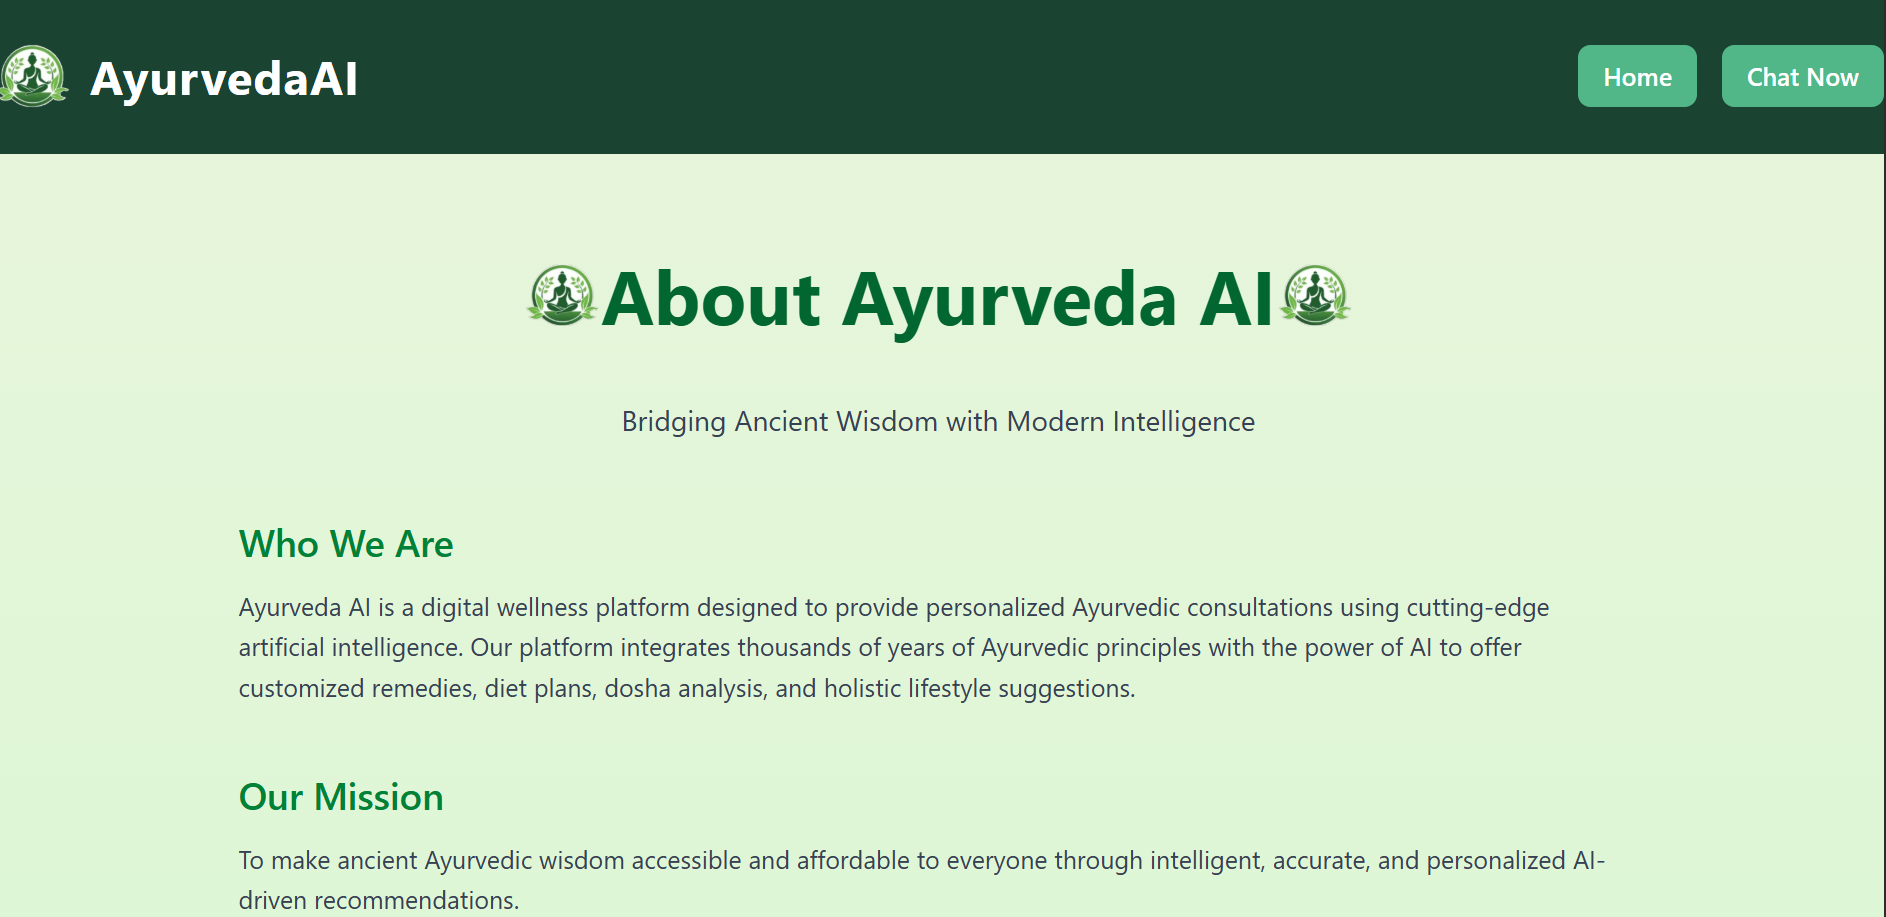 AyurvedaAI
Home
Chat Now
About Ayurveda AI
Bridging Ancient Wisdom with Modern Intelligence
Who We Are
Ayurveda AI is a digital wellness platform designed to provide personalized Ayurvedic consultations using cutting-edge
artificial intelligence. Our platform integrates thousands of years of Ayurvedic principles with the power of AI to offer
customized remedies, diet plans, dosha analysis, and holistic lifestyle suggestions.
Our Mission
To make ancient Ayurvedic wisdom accessible and affordable to everyone through intelligent, accurate, and personalized AI-
driven recommendations.